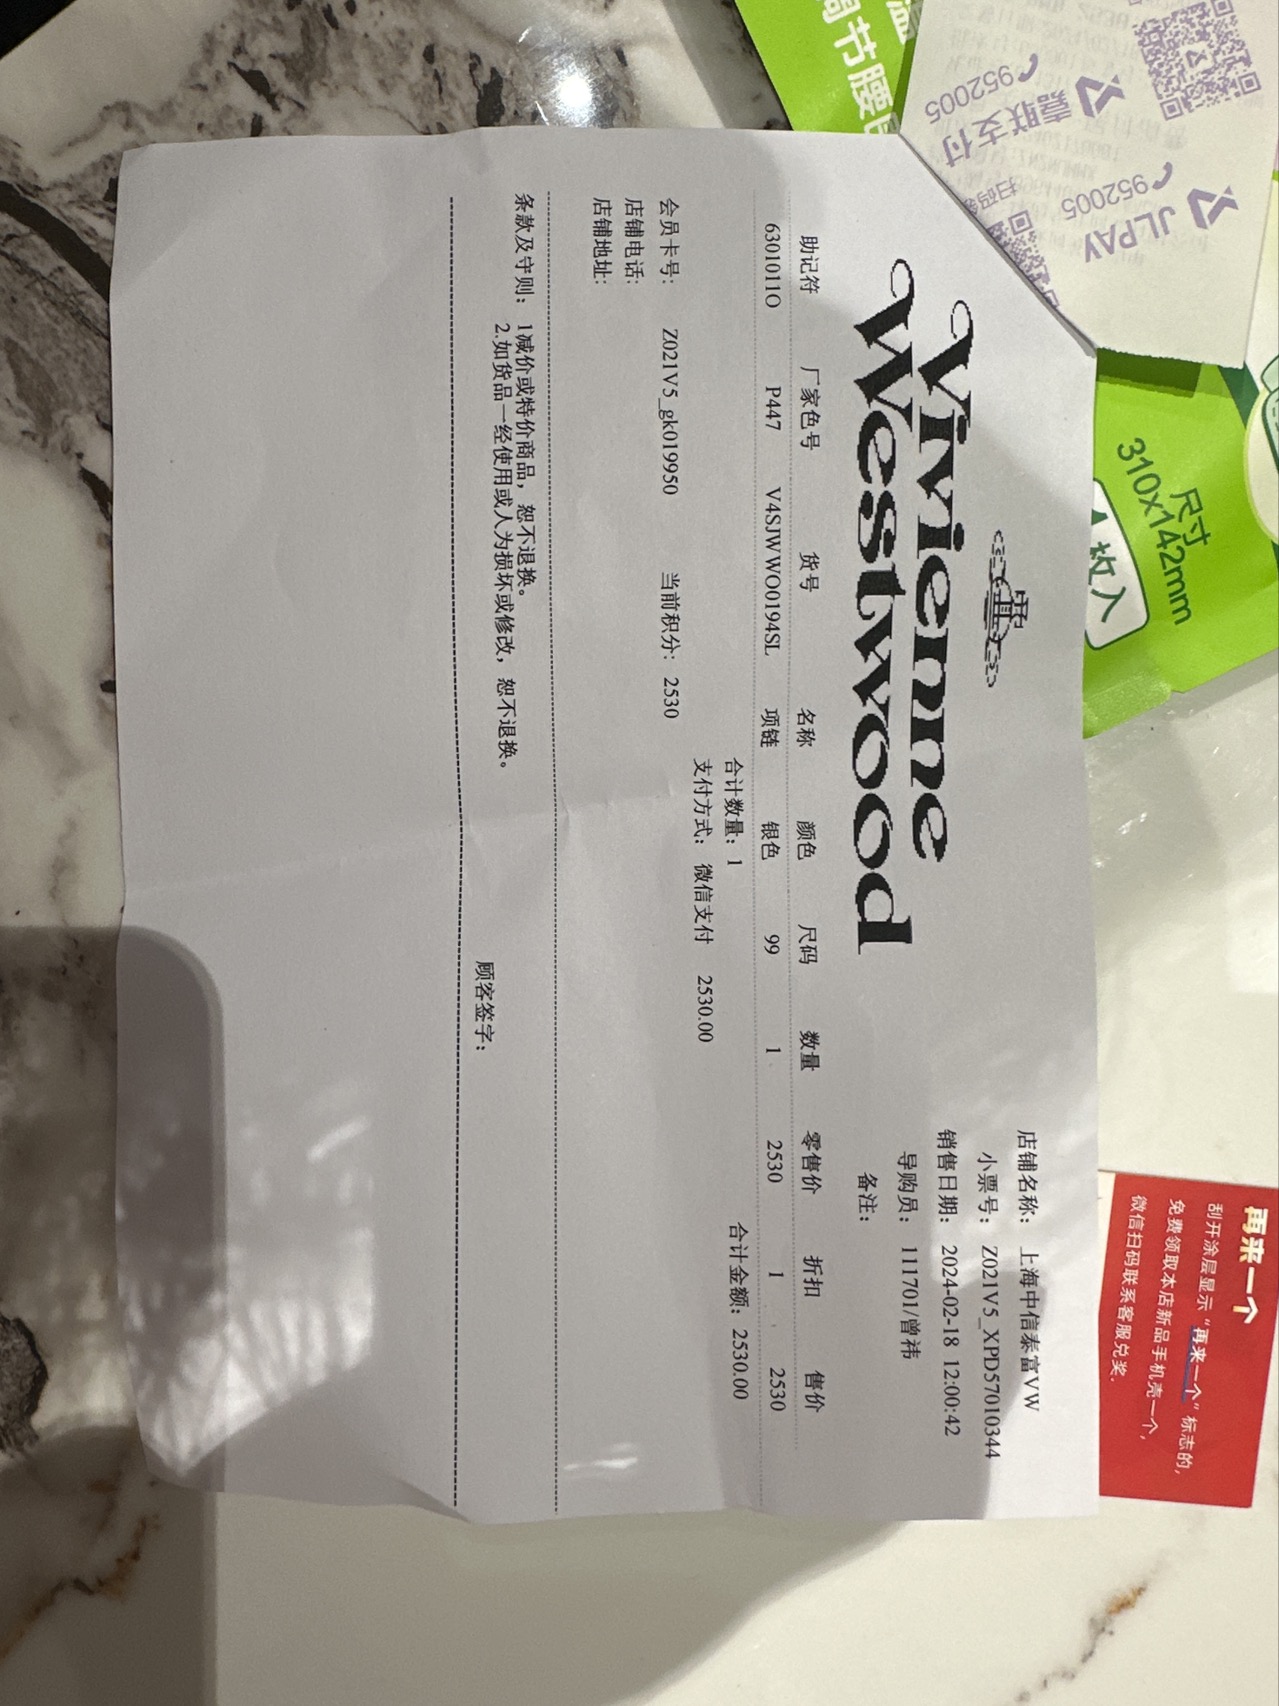 Vivienne
Westwood
店铺名称： 上海中信泰富VW
小票号： Z021V5_XPD57010344
销售日期： 2024-02-18 12:00:42
导购员： 111701/曾祎
备注：
助记符 厂家色号 货号 名称 颜色 尺码 数量 零售价 折扣 售价
630101IO P447 V4SJWWO0194SL 项链 银色 99 1 2530 1 2530
合计数量：1 合计金额：2530.00
支付方式： 微信支付 2530.00
会员卡号： Z021V5_gk019950 当前积分： 2530
店铺电话:
店铺地址:
条款及守则： 1减价或特价商品，恕不退换。
2.如货品一经使用或人为损坏或修改，恕不退换。
顾客签字：
嘉联支付
952005
JLPAY
952005
扫码
周节腰
尺寸
310x142mm
枚入
再来一个
刮开涂层显示“再来一个”标志的，
免费领取本店新品手机壳一个，
微信扫码联系客服兑奖.